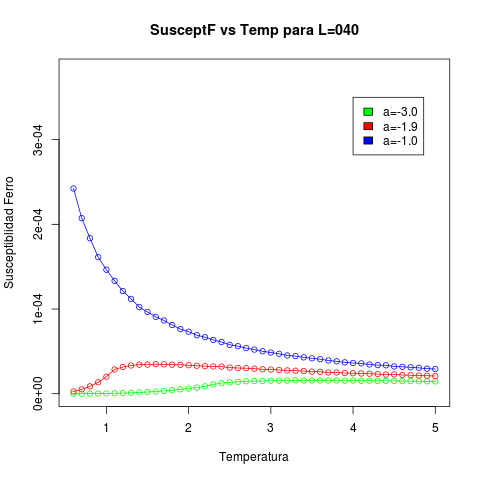 SusceptF vs Temp para L=040
a=-3.0
a=-1.9
a=-1.0
Susceptiblidad Ferro
0e+00
1e-04
2e-04
3e-04
1
2
3
4
5
Temperatura